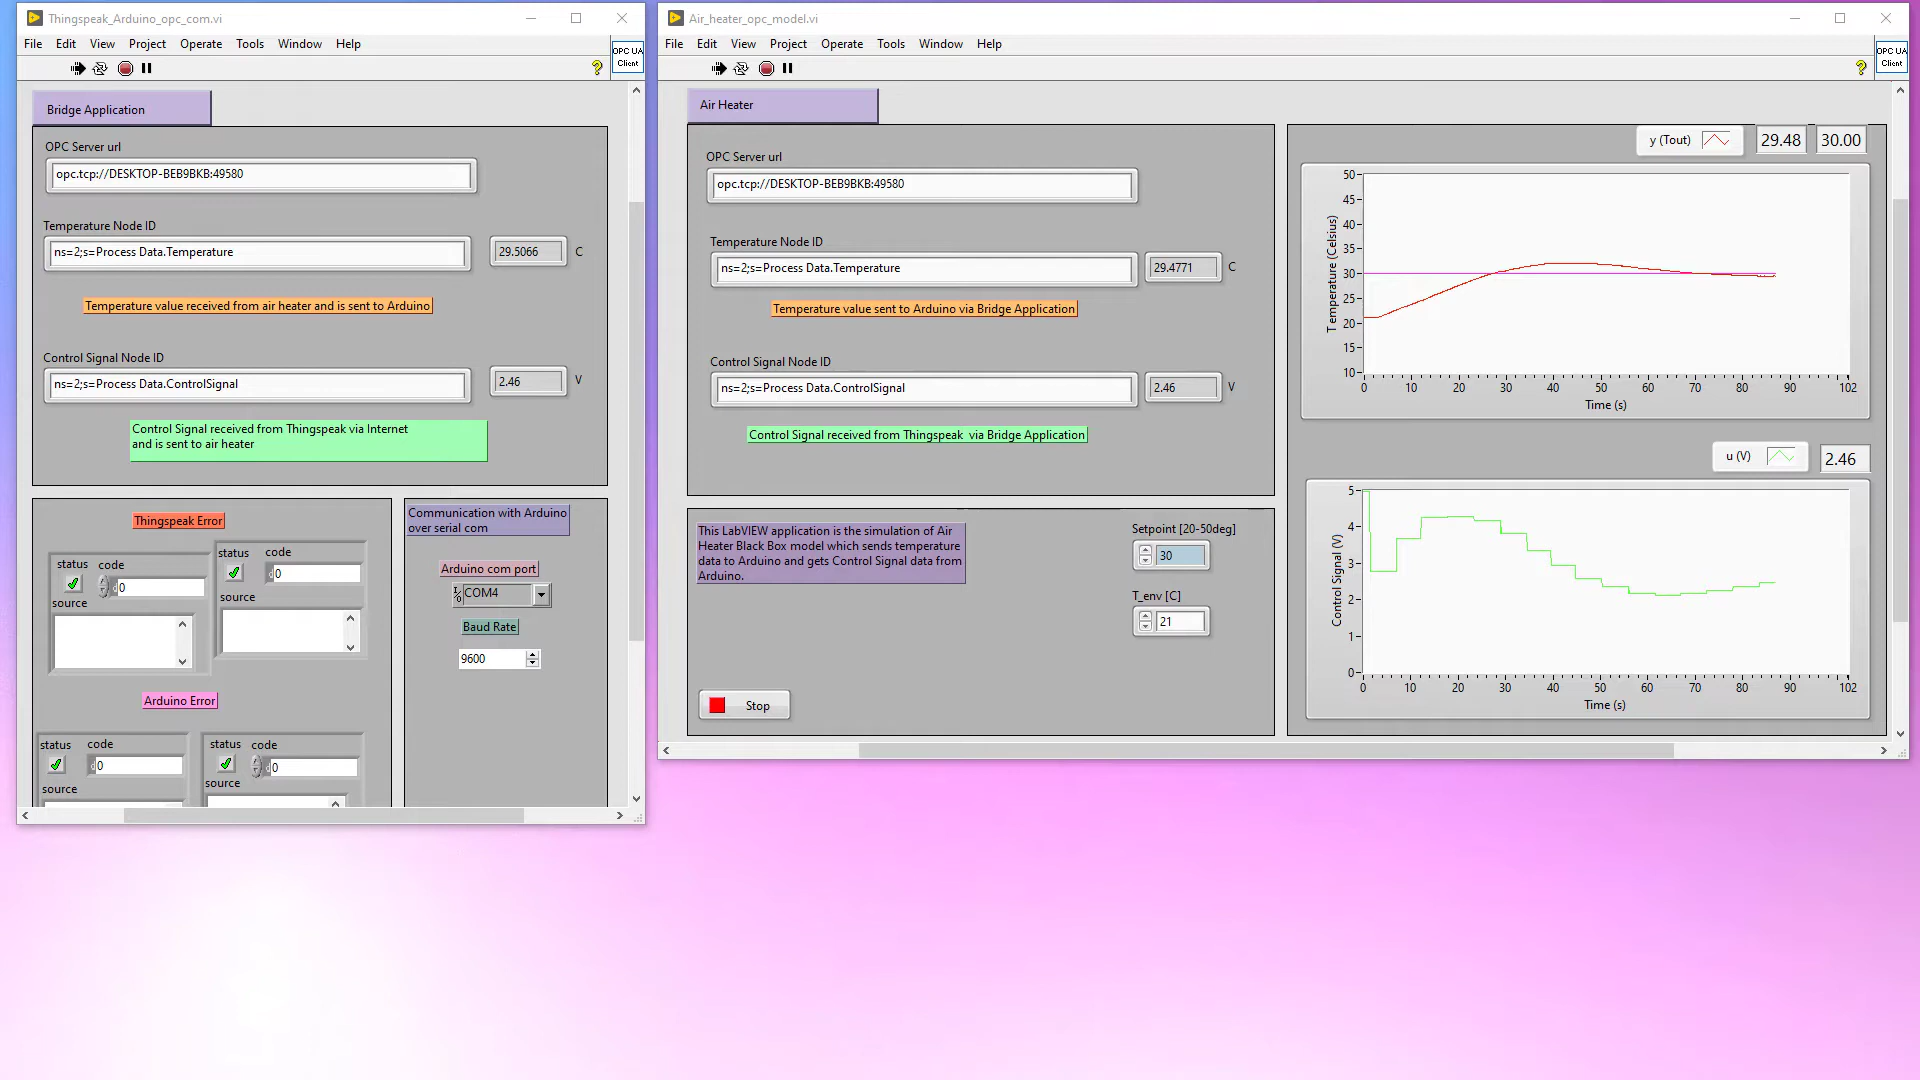 Thingspeak_Arduino_opc_com.vi
File Edit View Project Operate Tools Window Help
OPC UA
Client
?
Bridge Application
OPC Server url
opc.tcp://DESKTOP-BEB9BKB:49580
Temperature Node ID
ns=2;s=Process Data.Temperature
29.5066 C
Temperature value received from air heater and is sent to Arduino
Control Signal Node ID
ns=2;s=Process Data.ControlSignal
2.46 V
Control Signal received from Thingspeak via Internet
and is sent to air heater
Thingspeak Error
status code
0
source
status code
d0
source
Arduino Error
status code
d0
source
status code
0
source
Communication with Arduino
over serial com
Arduino com port
COM4
Baud Rate
9600
Air_heater_opc_model.vi
File Edit View Project Operate Tools Window Help
OPC UA
Client
?
Air Heater
OPC Server url
opc.tcp://DESKTOP-BEB9BKB:49580
Temperature Node ID
ns=2;s=Process Data.Temperature
29.4771 C
Temperature value sent to Arduino via Bridge Application
Control Signal Node ID
ns=2;s=Process Data.ControlSignal
2.46 V
Control Signal received from Thingspeak via Bridge Application
This LabVIEW application is the simulation of Air
Heater Black Box model which sends temperature
data to Arduino and gets Control Signal data from
Arduino.
Setpoint [20-50deg]
30
T_env [C]
21
Stop
y (Tout) 29.48 30.00
Temperature (Celsius)
50
45
40
35
30
25
20
15
10
0 10 20 30 40 50 60 70 80 90 102
Time (s)
u (V) 2.46
Control Signal (V)
5
4
3
2
1
0
0 10 20 30 40 50 60 70 80 90 102
Time (s)